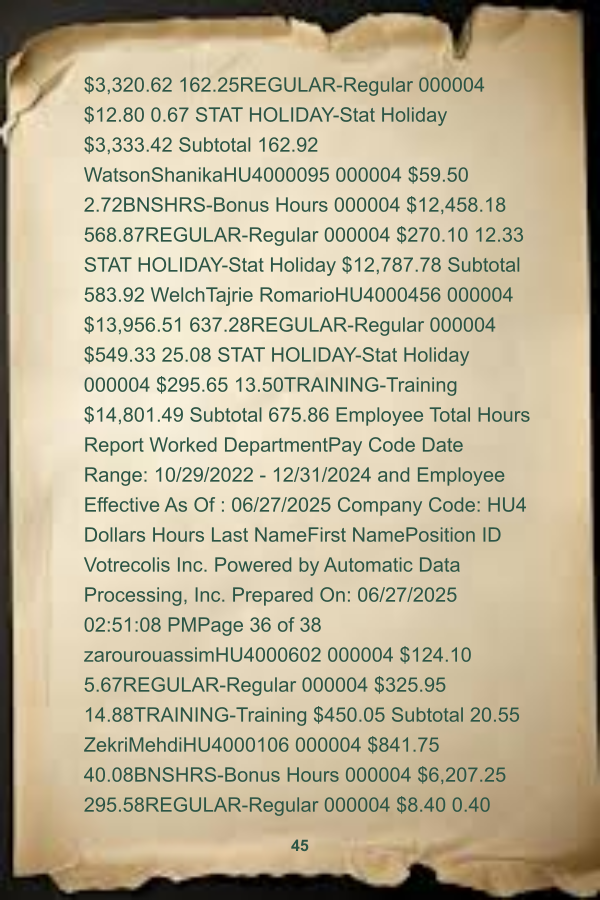 $3,320.62 162.25REGULAR-Regular 000004
$12.80 0.67 STAT HOLIDAY-Stat Holiday
$3,333.42 Subtotal 162.92
WatsonShanikaHU4000095 000004 $59.50
2.72BNSHRS-Bonus Hours 000004 $12,458.18
568.87REGULAR-Regular 000004 $270.10 12.33
STAT HOLIDAY-Stat Holiday $12,787.78 Subtotal
583.92 WelchTajrie RomarioHU4000456 000004
$13,956.51 637.28REGULAR-Regular 000004
$549.33 25.08 STAT HOLIDAY-Stat Holiday
000004 $295.65 13.50TRAINING-Training
$14,801.49 Subtotal 675.86 Employee Total Hours
Report Worked DepartmentPay Code Date
Range: 10/29/2022 - 12/31/2024 and Employee
Effective As Of : 06/27/2025 Company Code: HU4
Dollars Hours Last NameFirst NamePosition ID
Votrecolis Inc. Powered by Automatic Data
Processing, Inc. Prepared On: 06/27/2025
02:51:08 PMPage 36 of 38
zarourouassimHU4000602 000004 $124.10
5.67REGULAR-Regular 000004 $325.95
14.88TRAINING-Training $450.05 Subtotal 20.55
ZekriMehdiHU4000106 000004 $841.75
40.08BNSHRS-Bonus Hours 000004 $6,207.25
295.58REGULAR-Regular 000004 $8.40 0.40
45